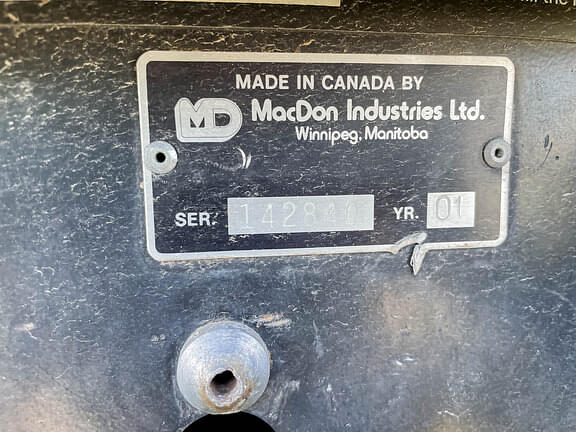 MADE IN CANADA BY
MD MacDon Industries Ltd.
Winnipeg, Manitoba
SER. YR. 01